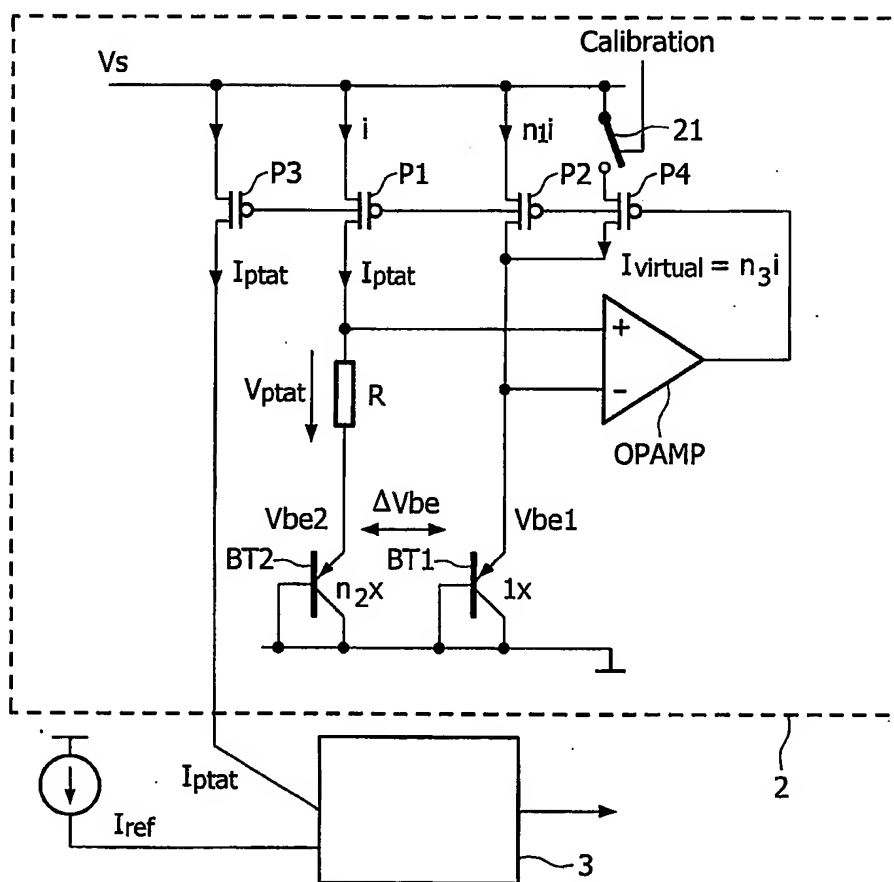 Calibration
Vs
i
n₁i
21
P3
P1
P2
P4
Iptat
Iptat
Ivirtual = n₃i
+
−
Vptat
R
OPAMP
ΔVbe
Vbe2
Vbe1
BT2
BT1
n₂x
1x
2
Iptat
Iref
3